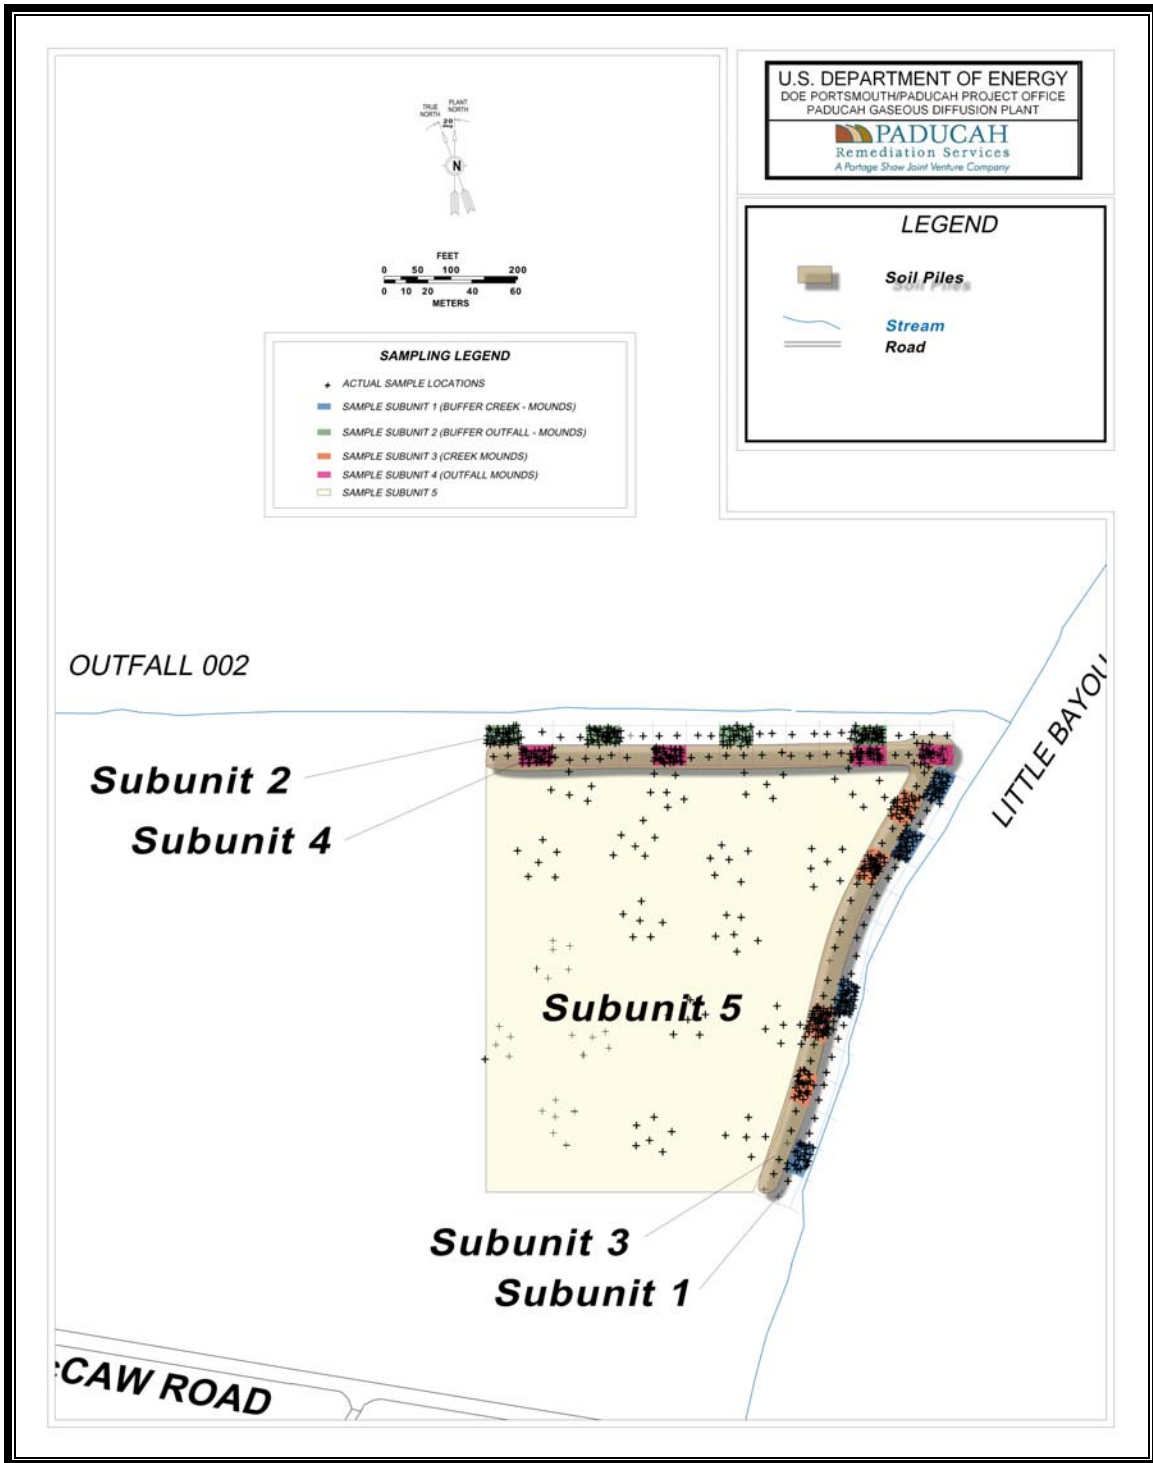 U.S. DEPARTMENT OF ENERGY
DOE PORTSMOUTH/PADUCAH PROJECT OFFICE
PADUCAH GASEOUS DIFFUSION PLANT
PADUCAH
Remediation Services
A Portage Shaw Joint Venture Company
TRUE NORTH
PLANT NORTH
20
N
FEET
0 50 100 200
0 10 20 40 60
METERS
LEGEND
Soil Piles
Stream
Road
SAMPLING LEGEND
ACTUAL SAMPLE LOCATIONS
SAMPLE SUBUNIT 1 (BUFFER CREEK - MOUNDS)
SAMPLE SUBUNIT 2 (BUFFER OUTFALL - MOUNDS)
SAMPLE SUBUNIT 3 (CREEK MOUNDS)
SAMPLE SUBUNIT 4 (OUTFALL MOUNDS)
SAMPLE SUBUNIT 5
OUTFALL 002
LITTLE BAYOU
Subunit 2
Subunit 4
Subunit 5
Subunit 3
Subunit 1
CAW ROAD